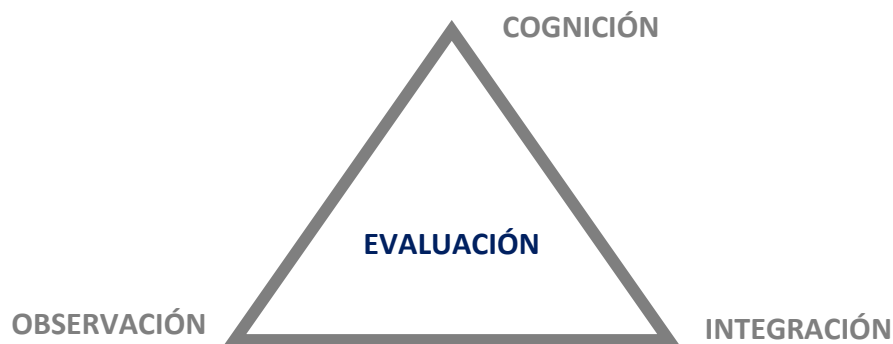 COGNICIÓN
EVALUACIÓN
OBSERVACIÓN
INTEGRACIÓN